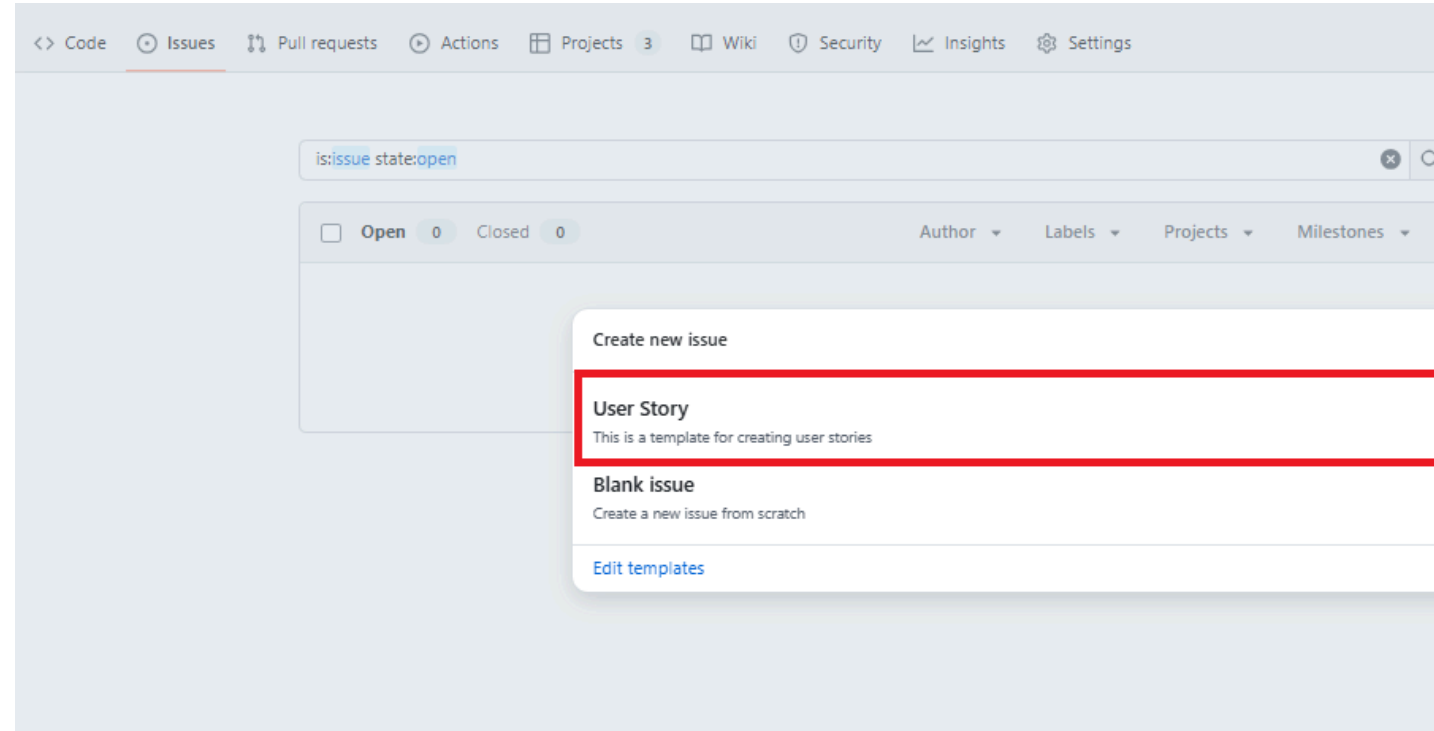 <> Code Issues Pull requests Actions Projects 3 Wiki Security Insights Settings
is:issue state:open
Open 0 Closed 0 Author Labels Projects Milestones
Create new issue
User Story
This is a template for creating user stories
Blank issue
Create a new issue from scratch
Edit templates